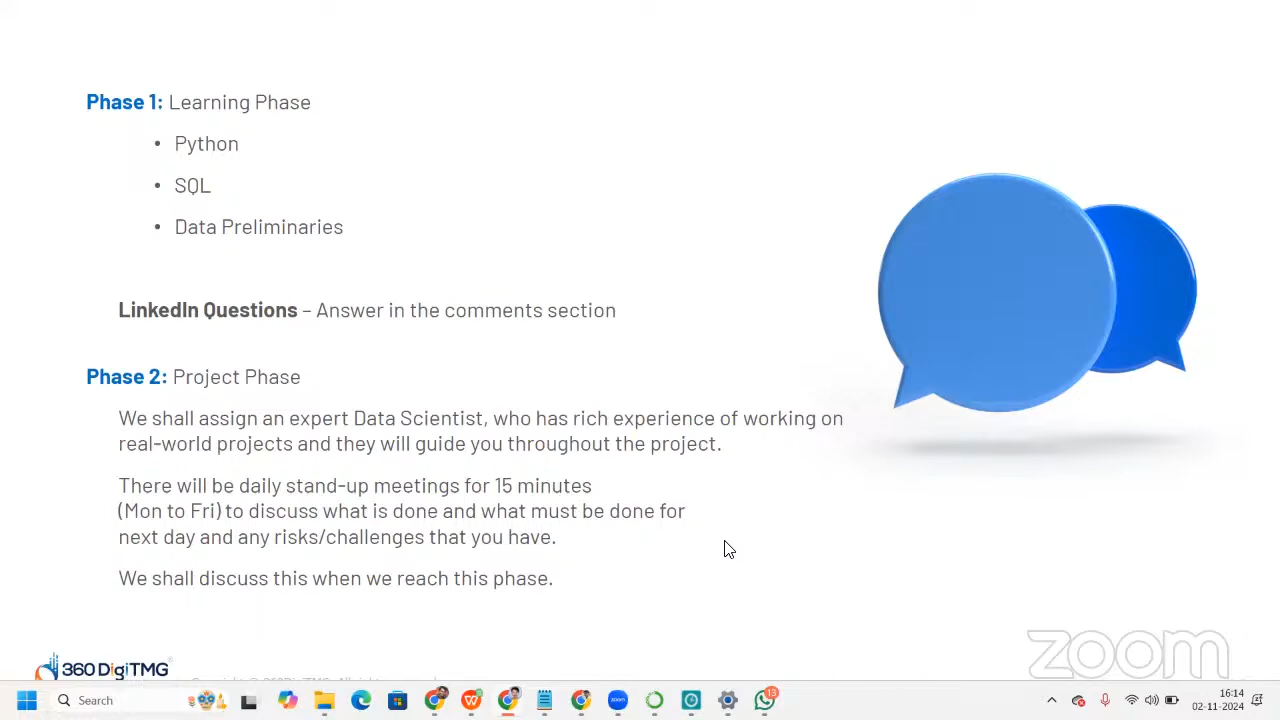 Phase 1: Learning Phase
• Python
• SQL
• Data Preliminaries
LinkedIn Questions – Answer in the comments section
Phase 2: Project Phase
We shall assign an expert Data Scientist, who has rich experience of working on
real-world projects and they will guide you throughout the project.
There will be daily stand-up meetings for 15 minutes
(Mon to Fri) to discuss what is done and what must be done for
next day and any risks/challenges that you have.
We shall discuss this when we reach this phase.
zoom
360 DigiTMG
Search
13
16:14
02-11-2024